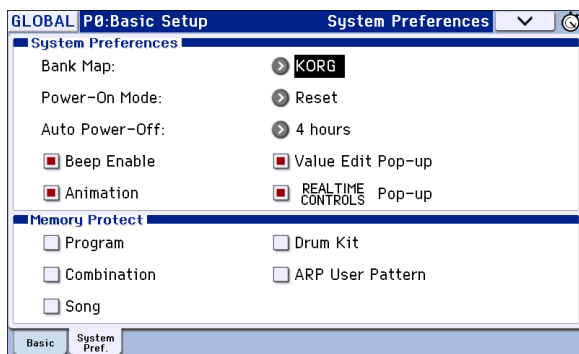 GLOBAL P0:Basic Setup System Preferences
System Preferences
Bank Map: KORG
Power-On Mode: Reset
Auto Power-Off: 4 hours
Beep Enable Value Edit Pop-up
Animation REALTIME CONTROLS Pop-up
Memory Protect
Program Drum Kit
Combination ARP User Pattern
Song
Basic System Pref.